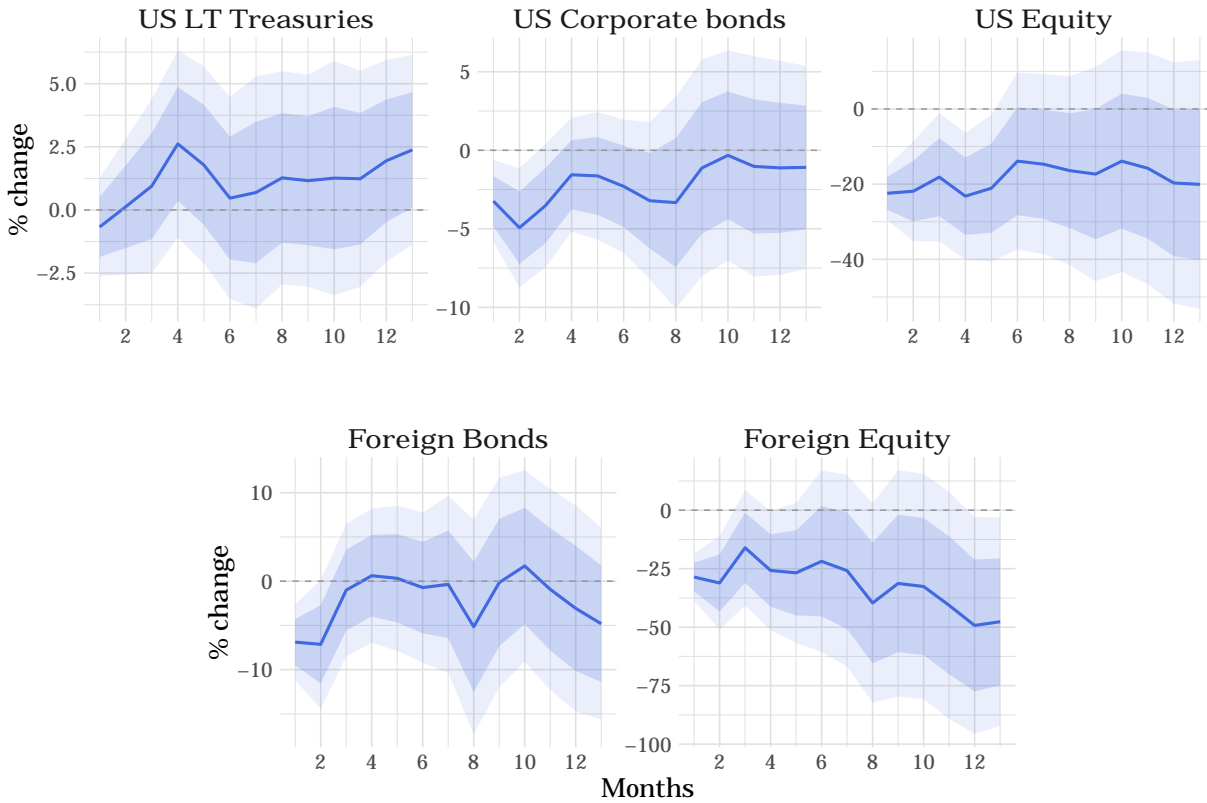 US LT Treasuries
US Corporate bonds
US Equity
% change
5.0
2.5
0.0
−2.5
2 4 6 8 10 12
5
0
−5
−10
2 4 6 8 10 12
0
−20
−40
2 4 6 8 10 12
Foreign Bonds
Foreign Equity
% change
10
0
−10
2 4 6 8 10 12
0
−25
−50
−75
−100
2 4 6 8 10 12
Months